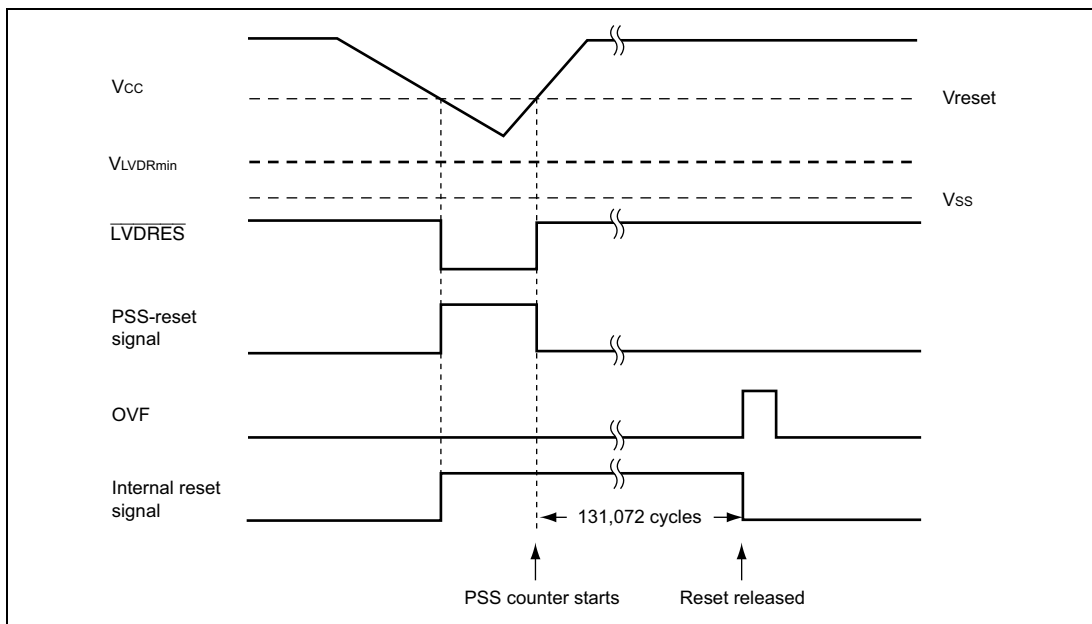 Vcc
Vreset
VLVDRmin
Vss
LVDRES
PSS-reset
signal
OVF
Internal reset
signal
131,072 cycles
PSS counter starts
Reset released